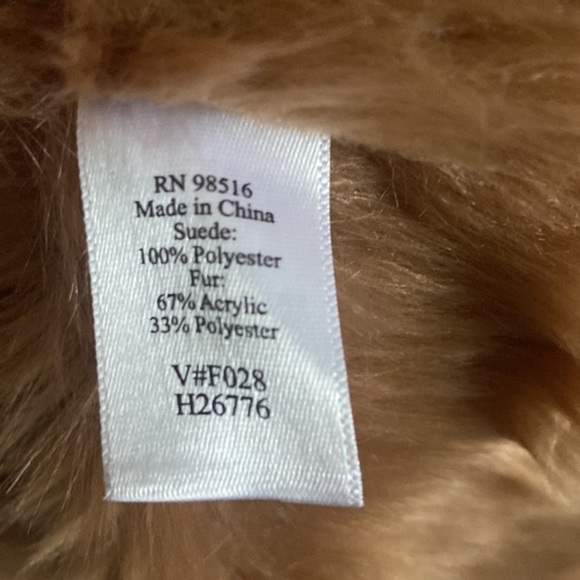 RN 98516
Made in China
Suede:
100% Polyester
Fur:
67% Acrylic
33% Polyester
V#F028
H26776